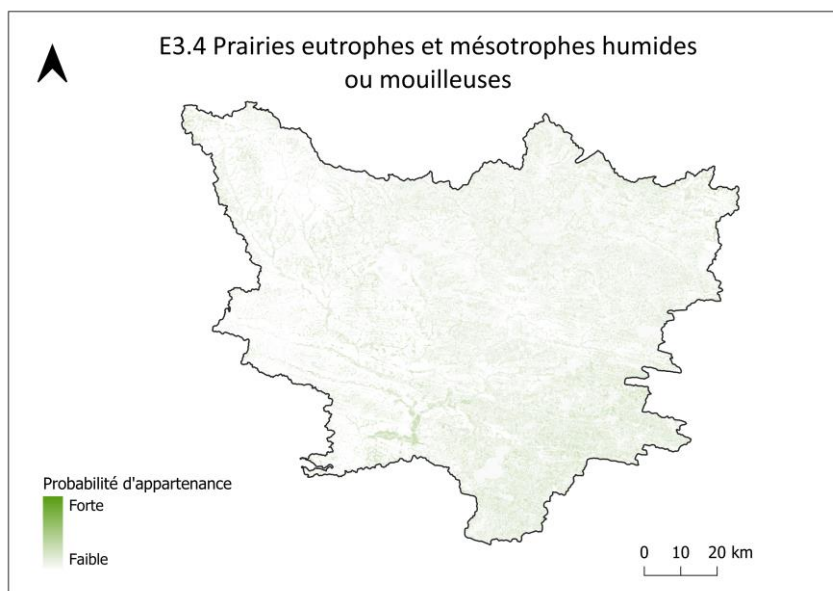 E3.4 Prairies eutrophes et mésotrophes humides
ou mouilleuses
Probabilité d'appartenance
Forte
Faible
0 10 20 km